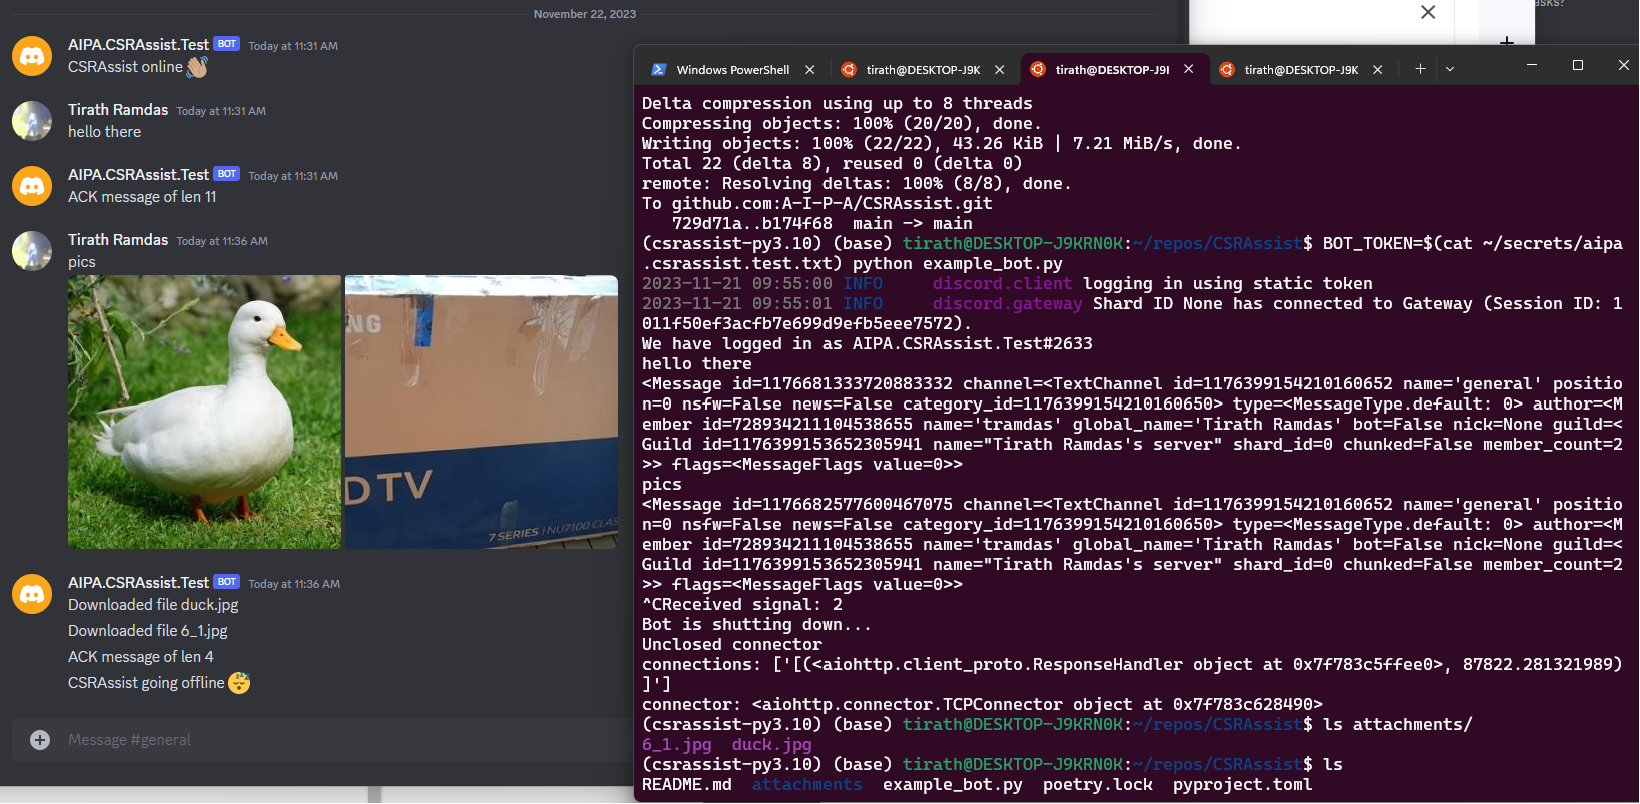 November 22, 2023
AIPA.CSRAssist.Test BOT Today at 11:31 AM
CSRAssist online 👋🏽
Tirath Ramdas Today at 11:31 AM
hello there
AIPA.CSRAssist.Test BOT Today at 11:31 AM
ACK message of len 11
Tirath Ramdas Today at 11:36 AM
pics
NG
D TV
7 SERIES | NU7100 CLAS
AIPA.CSRAssist.Test BOT Today at 11:36 AM
Downloaded file duck.jpg
Downloaded file 6_1.jpg
ACK message of len 4
CSRAssist going offline 😴
Message #general
asks?
Windows PowerShell
tirath@DESKTOP-J9K
tirath@DESKTOP-J9I
tirath@DESKTOP-J9K
Delta compression using up to 8 threads
Compressing objects: 100% (20/20), done.
Writing objects: 100% (22/22), 43.26 KiB | 7.21 MiB/s, done.
Total 22 (delta 8), reused 0 (delta 0)
remote: Resolving deltas: 100% (8/8), done.
To github.com:A-I-P-A/CSRAssist.git
729d71a..b174f68  main -> main
(csrassist-py3.10) (base) tirath@DESKTOP-J9KRN0K:~/repos/CSRAssist$ BOT_TOKEN=$(cat ~/secrets/aipa
.csrassist.test.txt) python example_bot.py
2023-11-21 09:55:00 INFO     discord.client logging in using static token
2023-11-21 09:55:01 INFO     discord.gateway Shard ID None has connected to Gateway (Session ID: 1
011f50ef3acfb7e699d9efb5eee7572).
We have logged in as AIPA.CSRAssist.Test#2633
hello there
<Message id=1176681333720883332 channel=<TextChannel id=1176399154210160652 name='general' positio
n=0 nsfw=False news=False category_id=1176399154210160650> type=<MessageType.default: 0> author=<M
ember id=728934211104538655 name='tramdas' global_name='Tirath Ramdas' bot=False nick=None guild=<
Guild id=1176399153652305941 name="Tirath Ramdas's server" shard_id=0 chunked=False member_count=2
>> flags=<MessageFlags value=0>>
pics
<Message id=1176682577600467075 channel=<TextChannel id=1176399154210160652 name='general' positio
n=0 nsfw=False news=False category_id=1176399154210160650> type=<MessageType.default: 0> author=<M
ember id=728934211104538655 name='tramdas' global_name='Tirath Ramdas' bot=False nick=None guild=<
Guild id=1176399153652305941 name="Tirath Ramdas's server" shard_id=0 chunked=False member_count=2
>> flags=<MessageFlags value=0>>
^CReceived signal: 2
Bot is shutting down...
Unclosed connector
connections: ['[(<aiohttp.client_proto.ResponseHandler object at 0x7f783c5ffee0>, 87822.281321989)
]']
connector: <aiohttp.connector.TCPConnector object at 0x7f783c628490>
(csrassist-py3.10) (base) tirath@DESKTOP-J9KRN0K:~/repos/CSRAssist$ ls attachments/
6_1.jpg  duck.jpg
(csrassist-py3.10) (base) tirath@DESKTOP-J9KRN0K:~/repos/CSRAssist$ ls
README.md  attachments  example_bot.py  poetry.lock  pyproject.toml